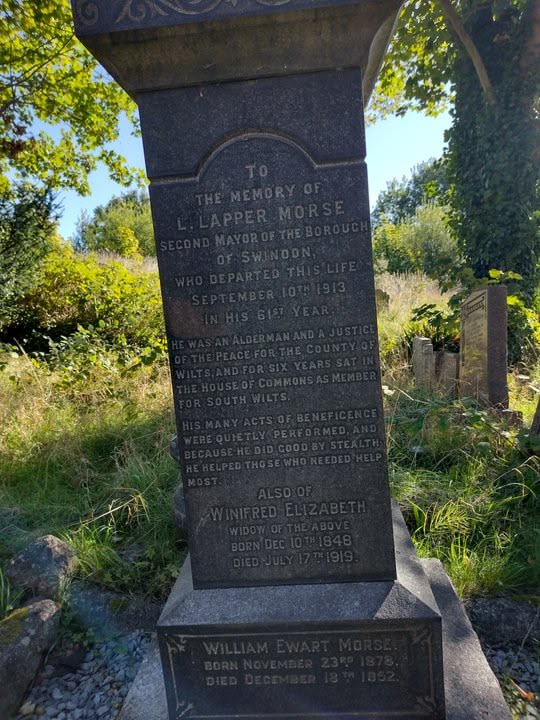 TO
THE MEMORY OF
L. LAPPER MORSE
SECOND MAYOR OF THE BOROUGH
OF SWINDON,
WHO DEPARTED THIS LIFE
SEPTEMBER 10TH 1913
IN HIS 61ST YEAR.
HE WAS AN ALDERMAN AND A JUSTICE
OF THE PEACE FOR THE COUNTY OF
WILTS, AND FOR SIX YEARS SAT IN
THE HOUSE OF COMMONS AS MEMBER
FOR SOUTH WILTS.
HIS MANY ACTS OF BENEFICENCE
WERE QUIETLY PERFORMED, AND
BECAUSE HE DID GOOD BY STEALTH,
HE HELPED THOSE WHO NEEDED HELP
MOST.
ALSO OF
WINIFRED ELIZABETH
WIDOW OF THE ABOVE
BORN DEC 10TH 1848
DIED JULY 17TH 1919.
WILLIAM EWART MORSE.
BORN NOVEMBER 23RD 1878.
DIED DECEMBER 18TH 1952.